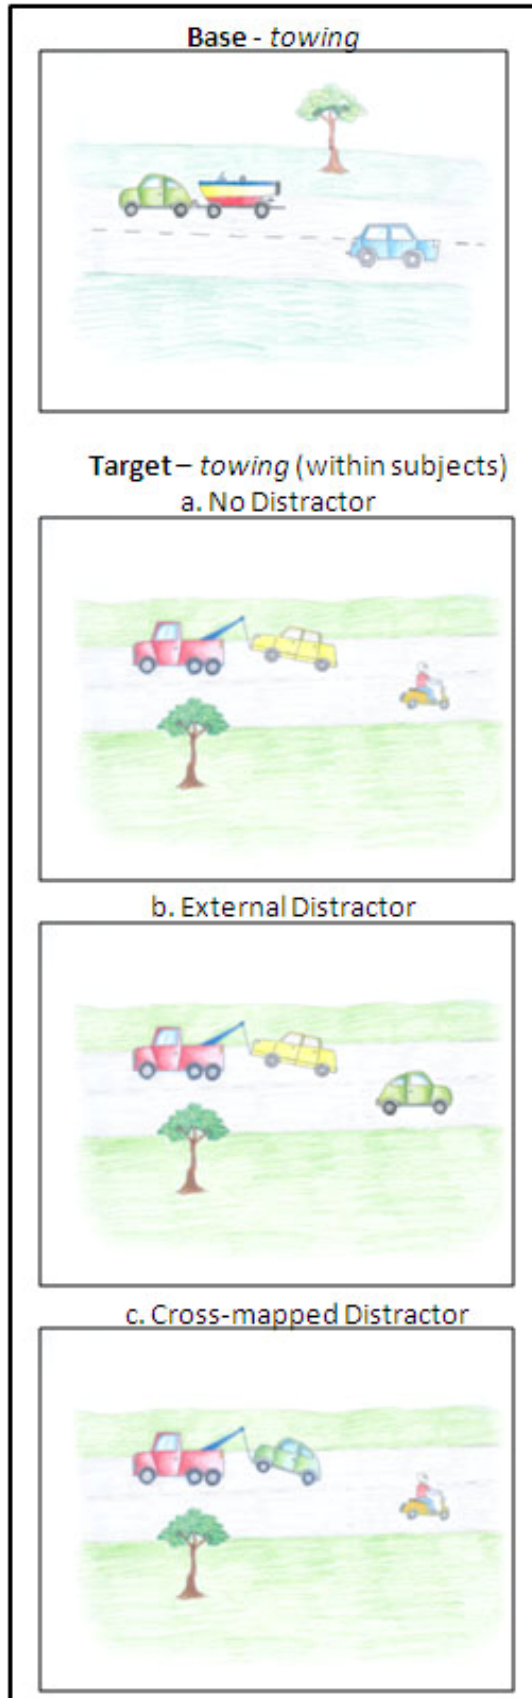 Base - towing
Target – towing (within subjects)
a. No Distractor
b. External Distractor
c. Cross-mapped Distractor